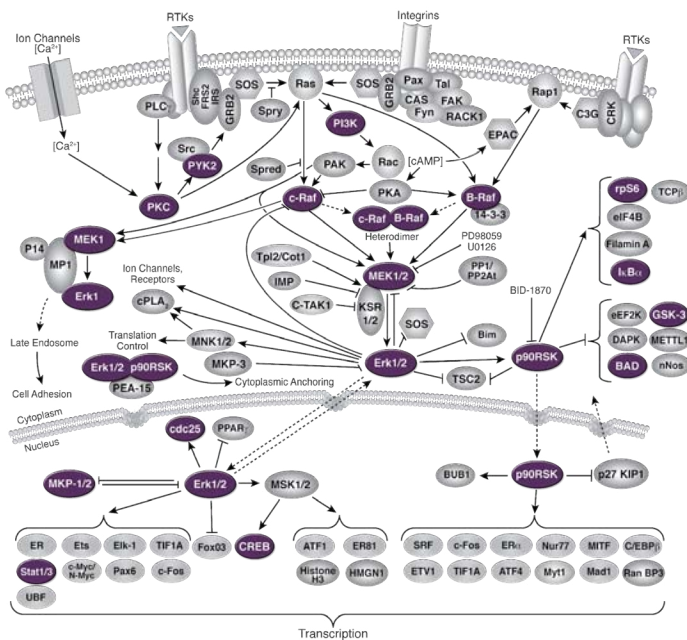 RTKs
Integrins
Ion Channels
[Ca²⁺]
RTKs
PLCγ
Shc
FRS2
IRS
GRB2
SOS
Ras
SOS
GRB2
Pax
Tal
CAS
FAK
Fyn
RACK1
Rap1
C3G
CRK
Spry
EPAC
PI3K
Src
PYK2
[Ca²⁺]
Spred
PAK
Rac
[cAMP]
PKC
c-Raf
PKA
B-Raf
14-3-3
c-Raf
B-Raf
Heterodimer
rpS6
TCPβ
eIF4B
Filamin A
IκBα
MEK1
P14
MP1
Erk1
PD98059
U0126
Tpl2/Cot1
MEK1/2
PP1/
PP2At
IMP
KSR
1/2
C-TAK1
Ion Channels,
Receptors
cPLA₂
BID-1870
SOS
eEF2K
GSK-3
DAPK
METTL1
BAD
nNos
Late Endosome
Translation
Control
MNK1/2
MKP-3
Bim
Erk1/2
p90RSK
TSC2
Erk1/2
p90RSK
PEA-15
Cytoplasmic Anchoring
Cell Adhesion
Cytoplasm
Nucleus
cdc25
PPARγ
MKP-1/2
Erk1/2
MSK1/2
BUB1
p90RSK
p27 KIP1
ER
Ets
Elk-1
TIF1A
Fox03
CREB
ATF1
ER81
SRF
c-Fos
ERα
Nur77
MITF
C/EBPβ
Stat1/3
c-Myc/
N-Myc
Pax6
c-Fos
Histone
H3
HMGN1
ETV1
TIF1A
ATF4
Myt1
Mad1
Ran BP3
UBF
Transcription